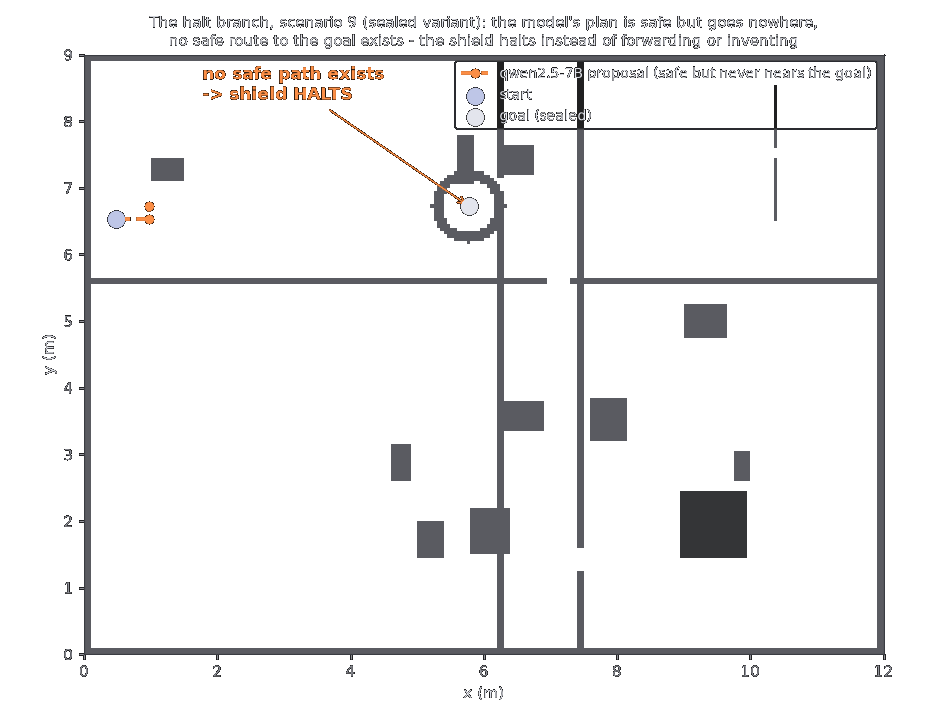 The halt branch, scenario 9 (sealed variant): the model's plan is safe but goes nowhere,
no safe route to the goal exists - the shield halts instead of forwarding or inventing
no safe path exists
-> shield HALTS
qwen2.5-7B proposal (safe but never nears the goal)
start
goal (sealed)
9
8
7
6
5
4
3
2
1
0
y (m)
0 2 4 6 8 10 12
x (m)